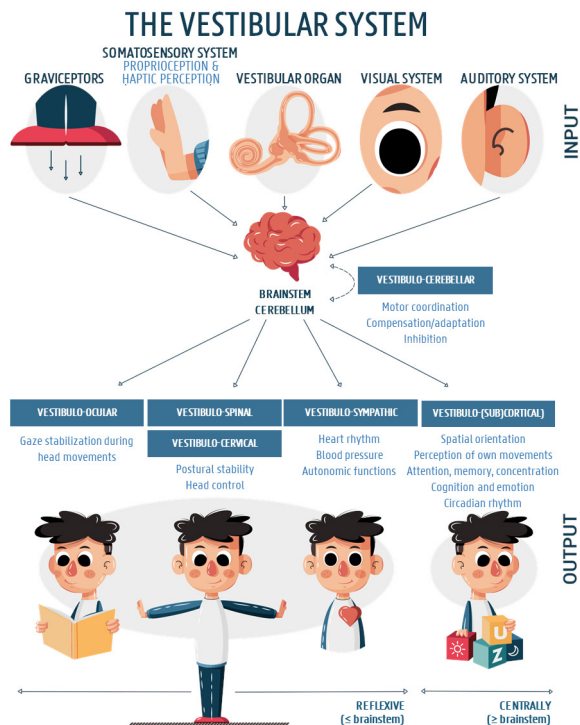 THE VESTIBULAR SYSTEM
SOMATOSENSORY SYSTEM
PROPRIOCEPTION &
HAPTIC PERCEPTION
GRAVICEPTORS
VESTIBULAR ORGAN
VISUAL SYSTEM
AUDITORY SYSTEM
INPUT
BRAINSTEM
CEREBELLUM
VESTIBULO-CEREBELLAR
Motor coordination
Compensation/adaptation
Inhibition
VESTIBULO-OCULAR
Gaze stabilization during
head movements
VESTIBULO-SPINAL
VESTIBULO-CERVICAL
Postural stability
Head control
VESTIBULO-SYMPATHIC
Heart rhythm
Blood pressure
Autonomic functions
VESTIBULO-(SUB)CORTICAL)
Spatial orientation
Perception of own movements
Attention, memory, concentration
Cognition and emotion
Circadian rhythm
OUTPUT
U
Z
REFLEXIVE
(≤ brainstem)
CENTRALLY
(≥ brainstem)